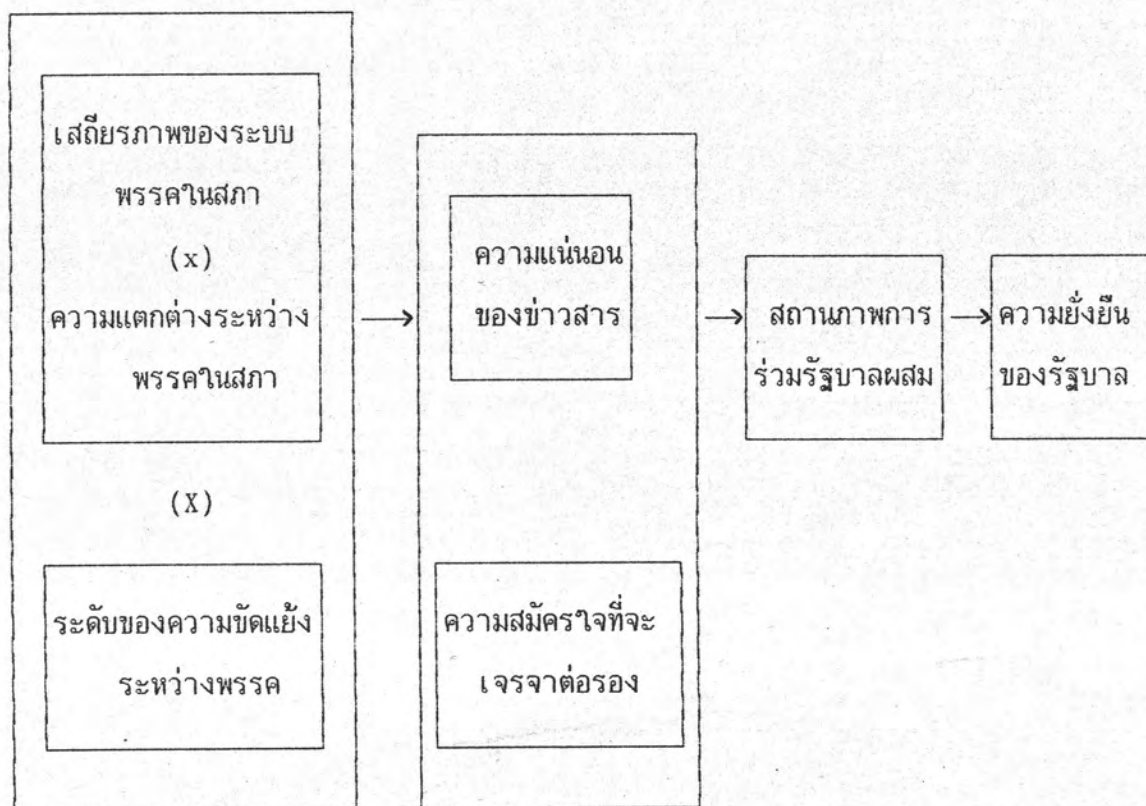 เสถียรภาพของระบบ
พรรคในสภา
(x)
ความแตกต่างระหว่าง
พรรคในสภา
(X)
ระดับของความขัดแย้ง
ระหว่างพรรค
ความแน่นอน
ของข่าวสาร
ความสมัครใจที่จะ
เจรจาต่อรอง
สถานภาพการ
ร่วมรัฐบาลผสม
ความยั่งยืน
ของรัฐบาล